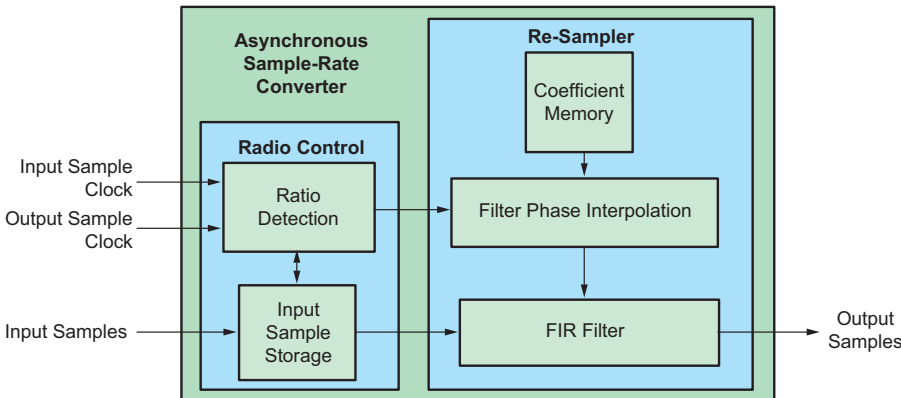 Asynchronous
Sample-Rate
Converter
Re-Sampler
Coefficient
Memory
Radio Control
Input Sample
Clock
Output Sample
Clock
Ratio
Detection
Filter Phase Interpolation
Input Samples
Input
Sample
Storage
FIR Filter
Output
Samples